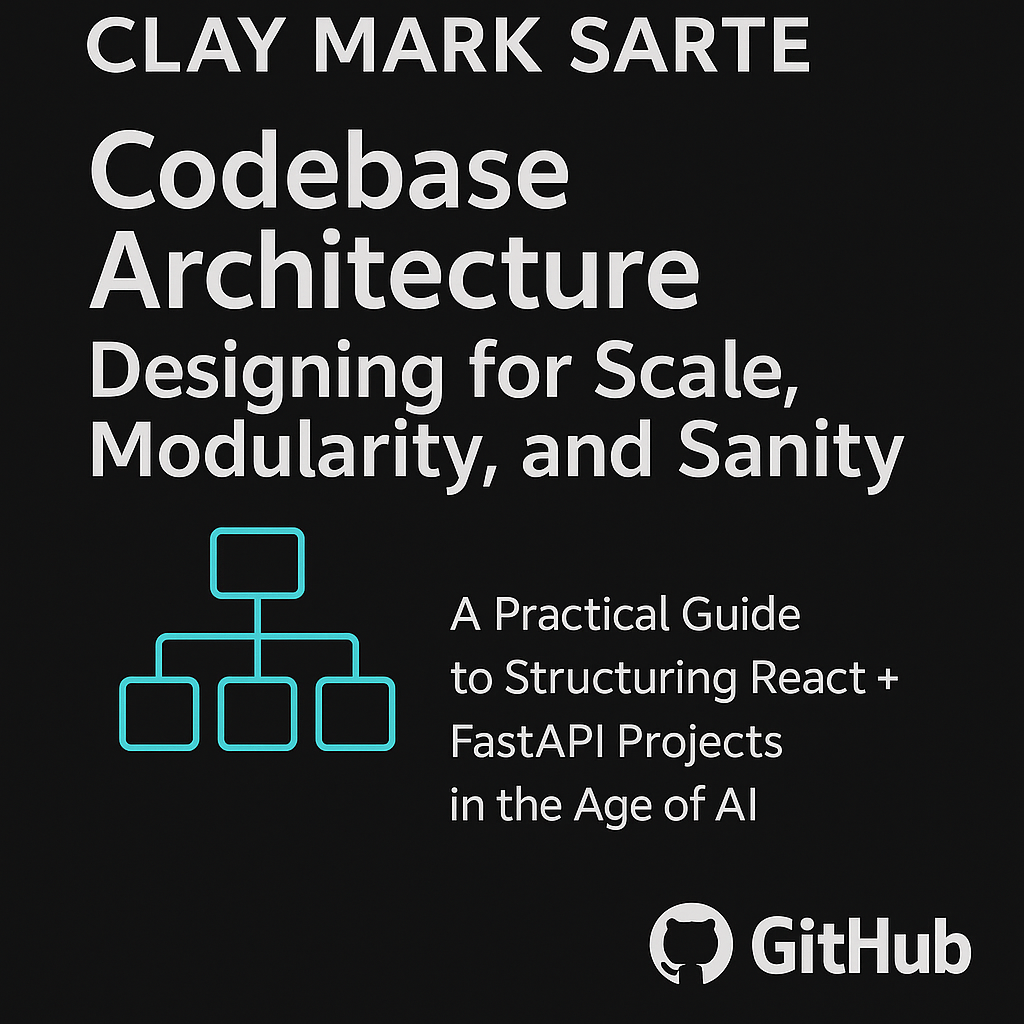 CLAY MARK SARTE
Codebase
Architecture
Designing for Scale,
Modularity, and Sanity
A Practical Guide
to Structuring React +
FastAPI Projects
in the Age of AI
GitHub